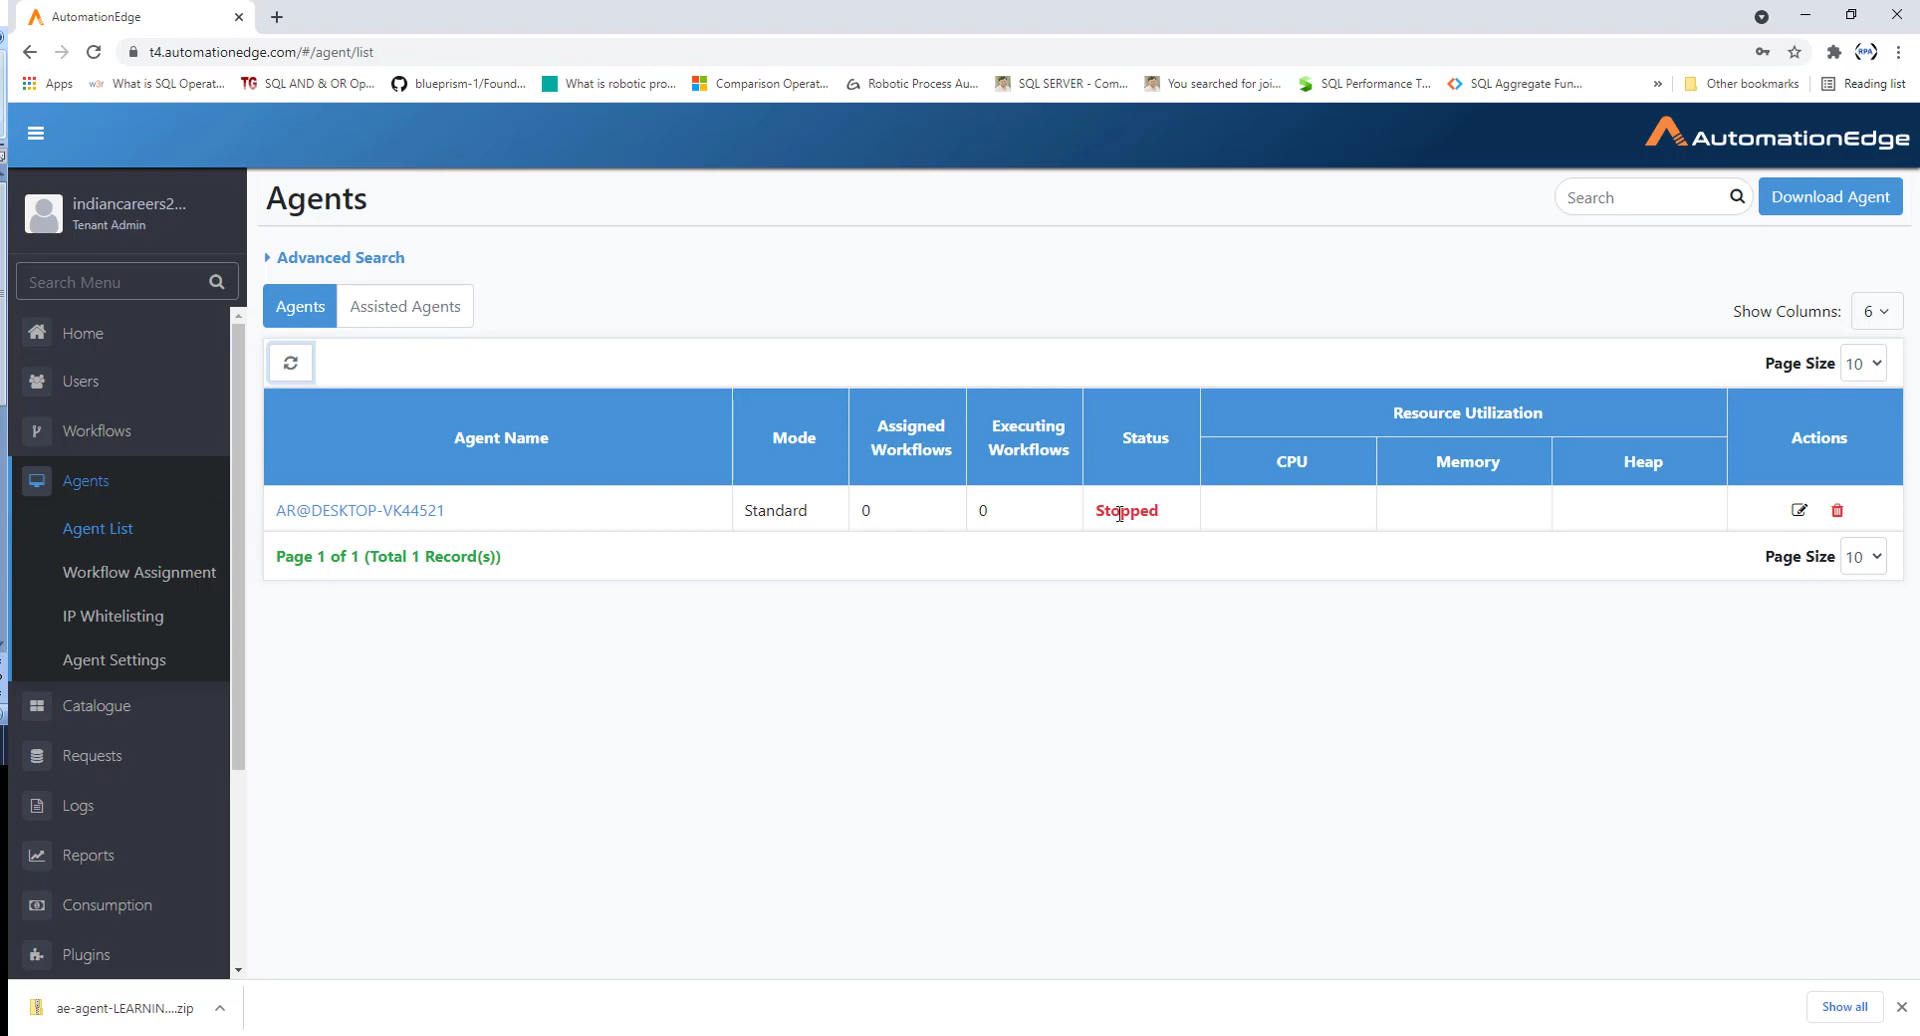 AutomationEdge
t4.automationedge.com/#/agent/list
Apps
w3r What is SQL Operat...
TG SQL AND & OR Op...
blueprism-1/Found...
What is robotic pro...
Comparison Operat...
Robotic Process Au...
SQL SERVER - Com...
You searched for joi...
SQL Performance T...
SQL Aggregate Fun...
»
Other bookmarks
Reading list
(RPA)
AutomationEdge
indiancareers2...
Tenant Admin
Search Menu
Home
Users
Workflows
Agents
Agent List
Workflow Assignment
IP Whitelisting
Agent Settings
Catalogue
Requests
Logs
Reports
Consumption
Plugins
Agents
Search
Download Agent
Advanced Search
Agents
Assisted Agents
Show Columns: 6
Page Size 10
Agent Name
Mode
Assigned
Workflows
Executing
Workflows
Status
Resource Utilization
CPU
Memory
Heap
Actions
AR@DESKTOP-VK44521
Standard
0
0
Stopped
Page 1 of 1 (Total 1 Record(s))
Page Size 10
ae-agent-LEARNIN....zip
Show all